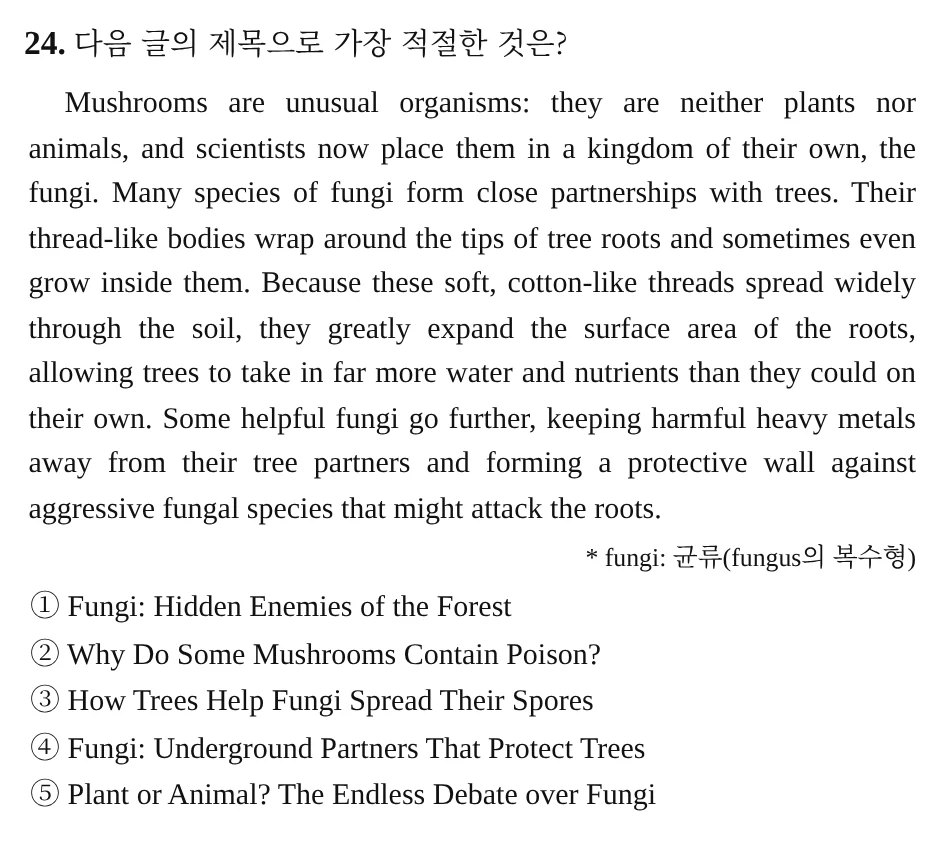 24. 다음 글의 제목으로 가장 적절한 것은?
Mushrooms are unusual organisms: they are neither plants nor
animals, and scientists now place them in a kingdom of their own, the
fungi. Many species of fungi form close partnerships with trees. Their
thread-like bodies wrap around the tips of tree roots and sometimes even
grow inside them. Because these soft, cotton-like threads spread widely
through the soil, they greatly expand the surface area of the roots,
allowing trees to take in far more water and nutrients than they could on
their own. Some helpful fungi go further, keeping harmful heavy metals
away from their tree partners and forming a protective wall against
aggressive fungal species that might attack the roots.
* fungi: 균류(fungus의 복수형)
① Fungi: Hidden Enemies of the Forest
② Why Do Some Mushrooms Contain Poison?
③ How Trees Help Fungi Spread Their Spores
④ Fungi: Underground Partners That Protect Trees
⑤ Plant or Animal? The Endless Debate over Fungi